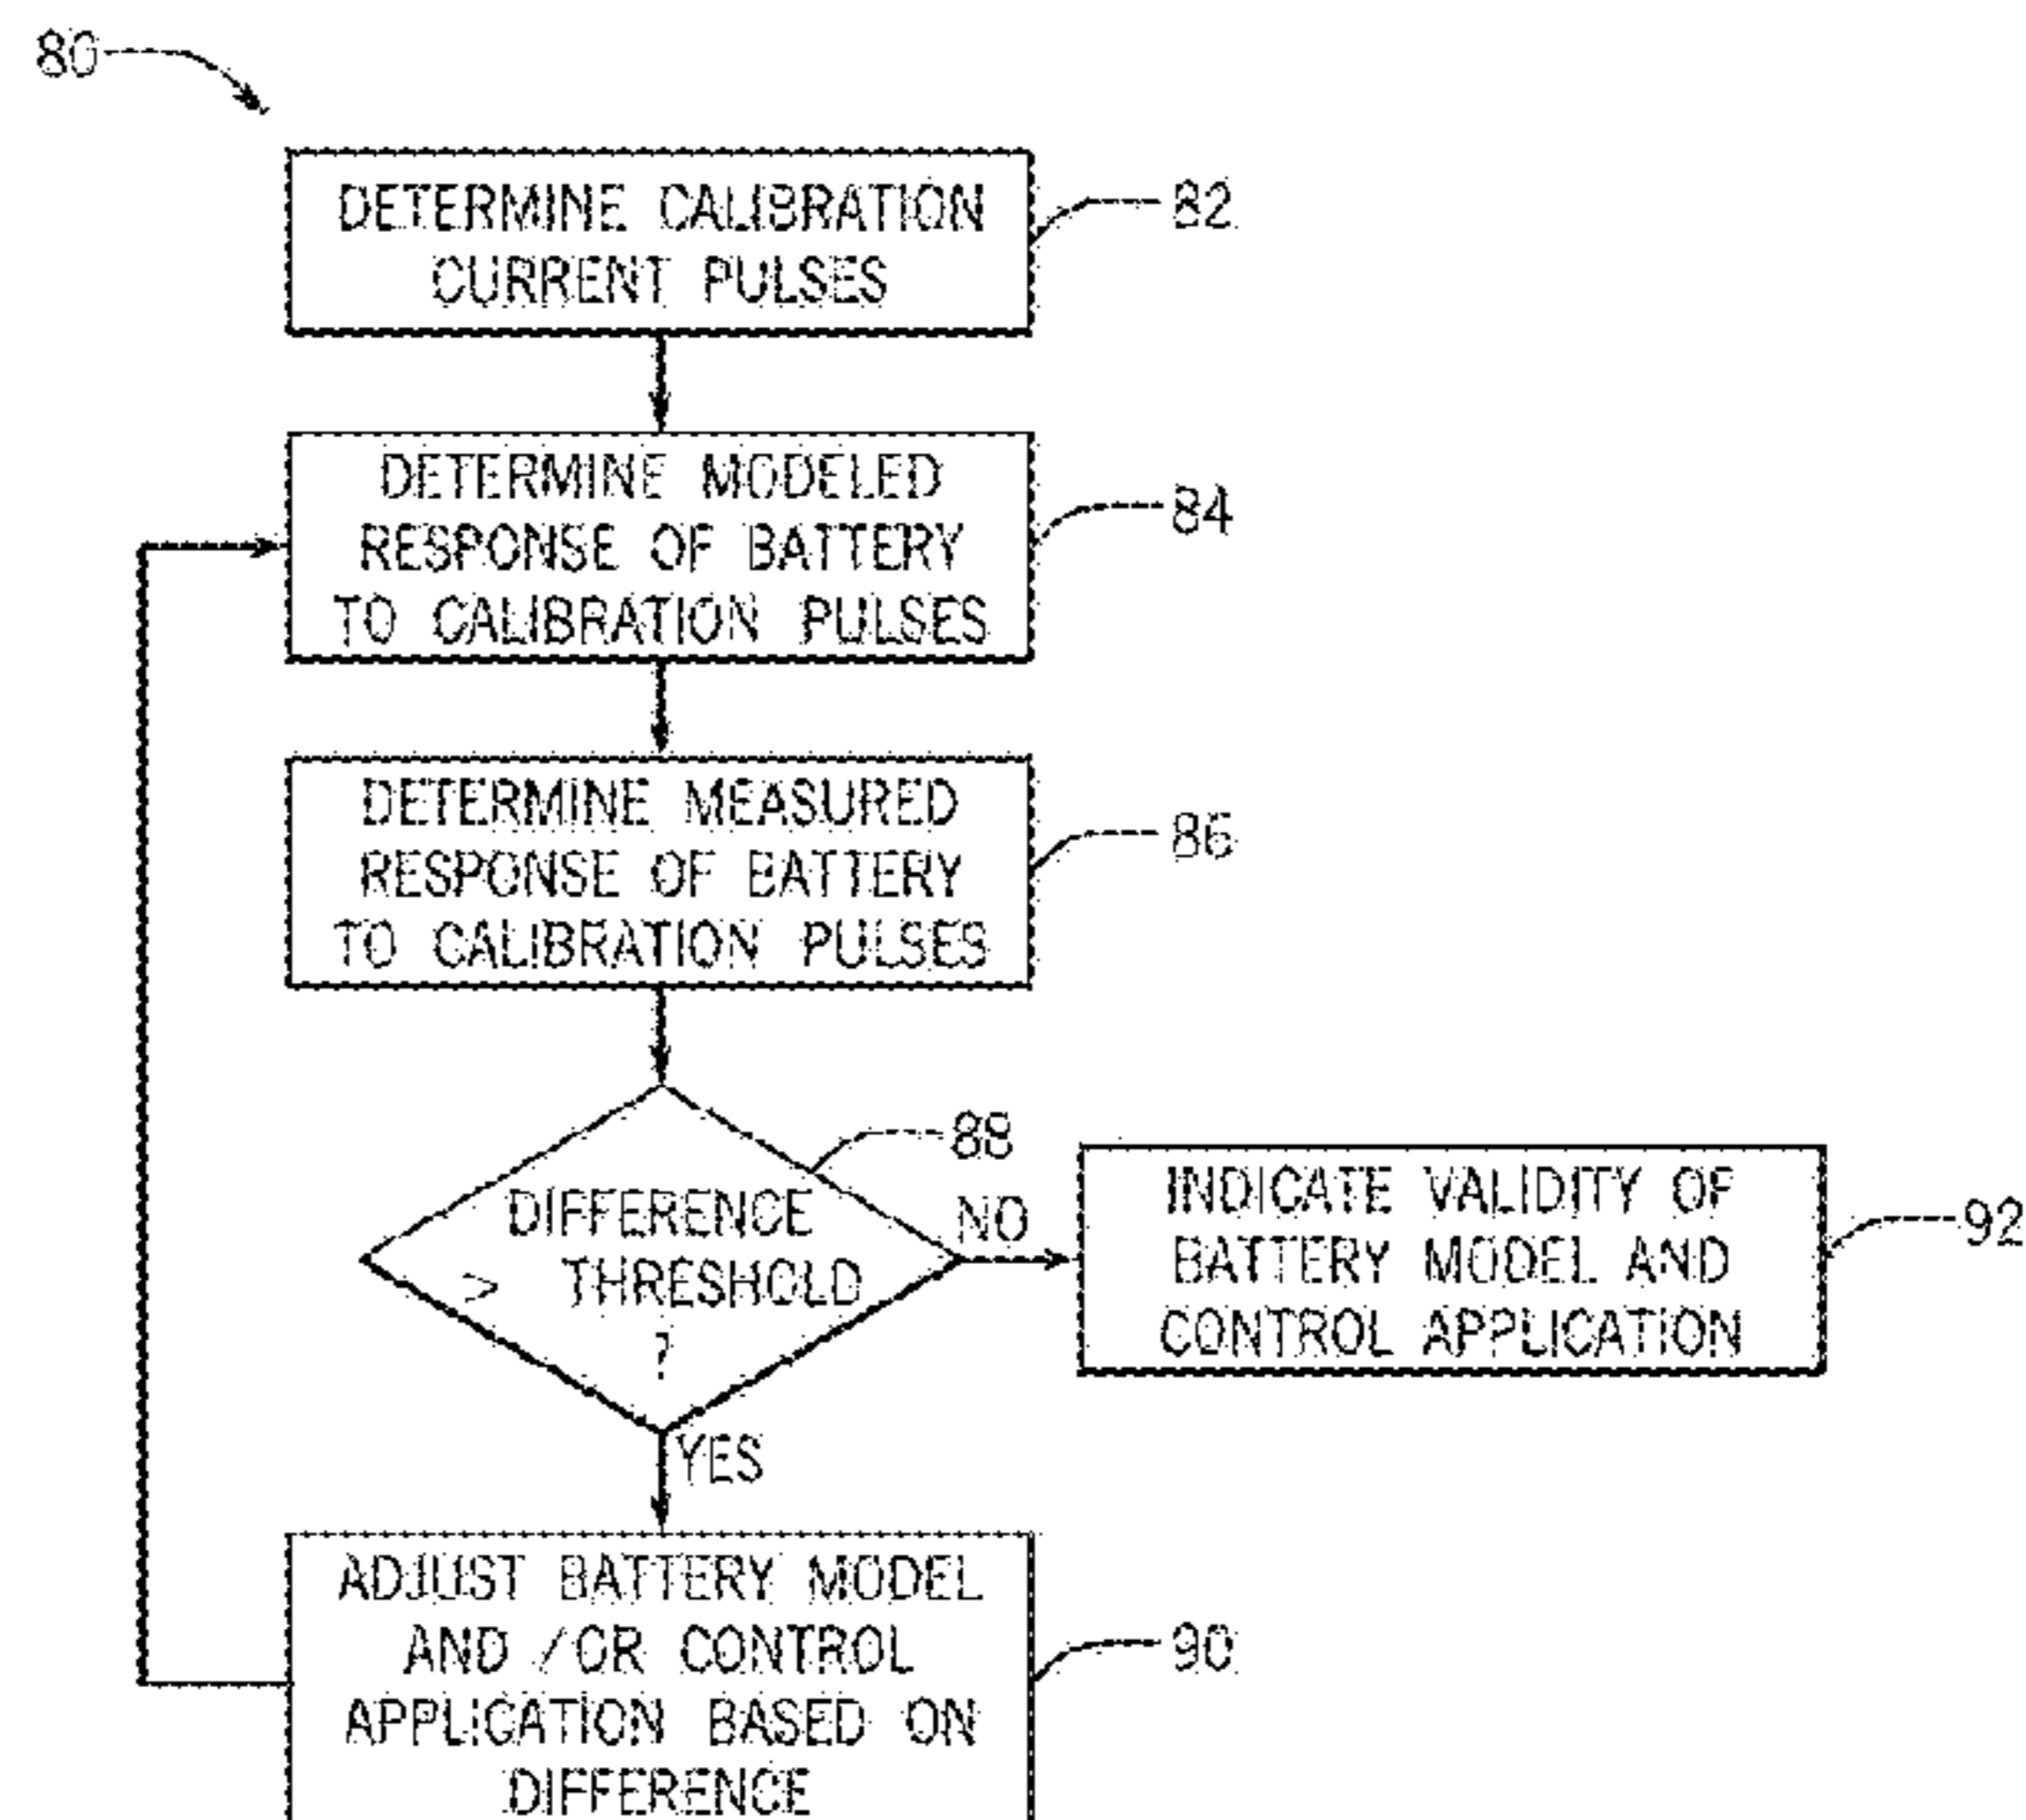 80
DETERMINE CALIBRATION
CURRENT PULSES
82
DETERMINE MODELED
RESPONSE OF BATTERY
TO CALIBRATION PULSES
84
DETERMINE MEASURED
RESPONSE OF BATTERY
TO CALIBRATION PULSES
86
88
DIFFERENCE
> THRESHOLD
?
NO
INDICATE VALIDITY OF
BATTERY MODEL AND
CONTROL APPLICATION
92
YES
ADJUST BATTERY MODEL
AND /OR CONTROL
APPLICATION BASED ON
DIFFERENCE
90